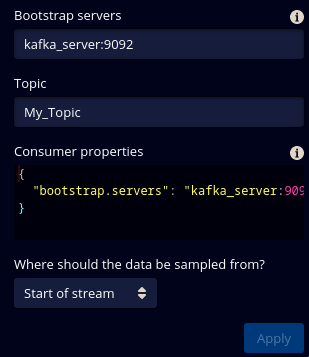 Bootstrap servers
kafka_server:9092
Topic
My_Topic
Consumer properties
{
"bootstrap.servers": "kafka_server:909
}
Where should the data be sampled from?
Start of stream
Apply